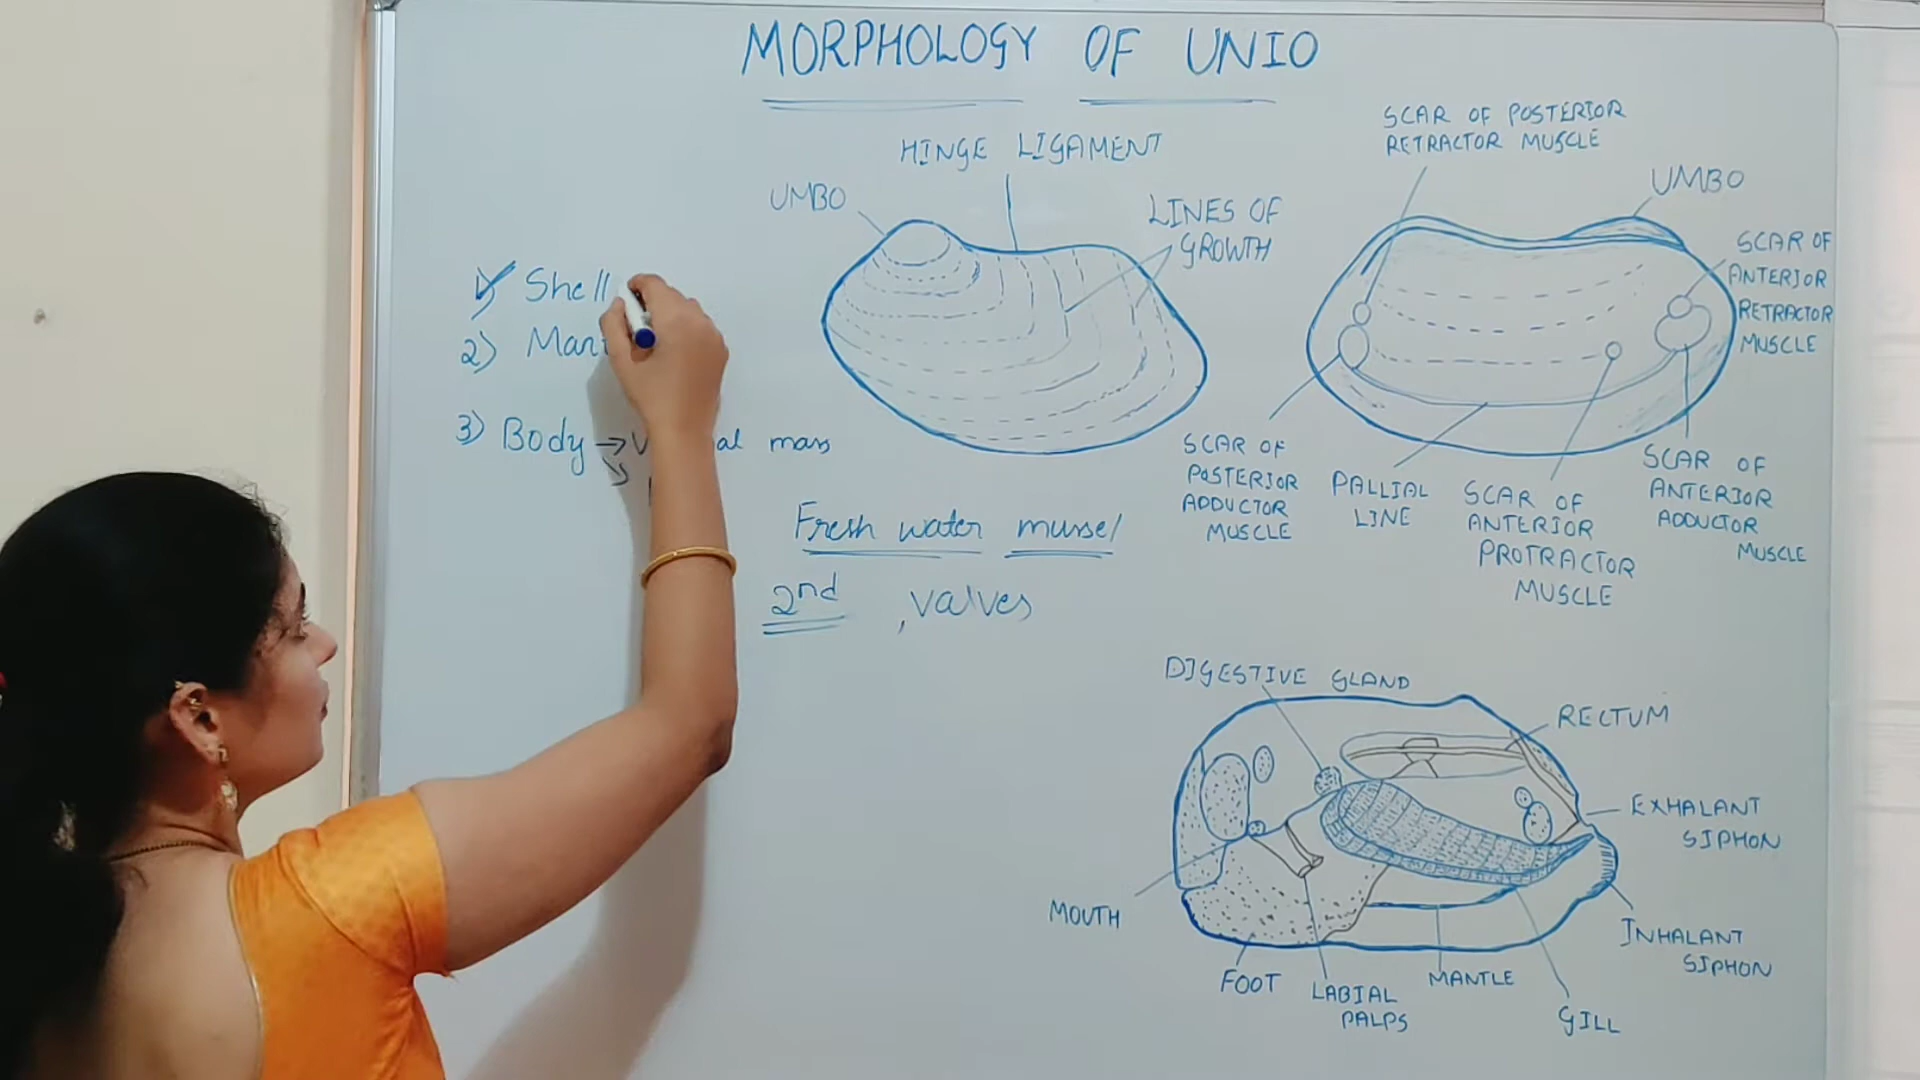 MORPHOLOGY OF UNIO
HINGE LIGAMENT
UMBO
LINES OF
GROWTH
SCAR OF POSTERIOR
RETRACTOR MUSCLE
UMBO
SCAR OF
ANTERIOR
RETRACTOR
MUSCLE
Shell
2)
3) Body → mass
Fresh water mussel
2nd , valves
SCAR OF
POSTERIOR
ADDUCTOR
MUSCLE
PALLIAL
LINE
SCAR OF
ANTERIOR
PROTRACTOR
MUSCLE
SCAR OF
ANTERIOR
ADDUCTOR
MUSCLE
DIGESTIVE GLAND
RECTUM
EXHALANT
SIPHON
INHALANT
SIPHON
MOUTH
FOOT
LABIAL
PALPS
MANTLE
GILL